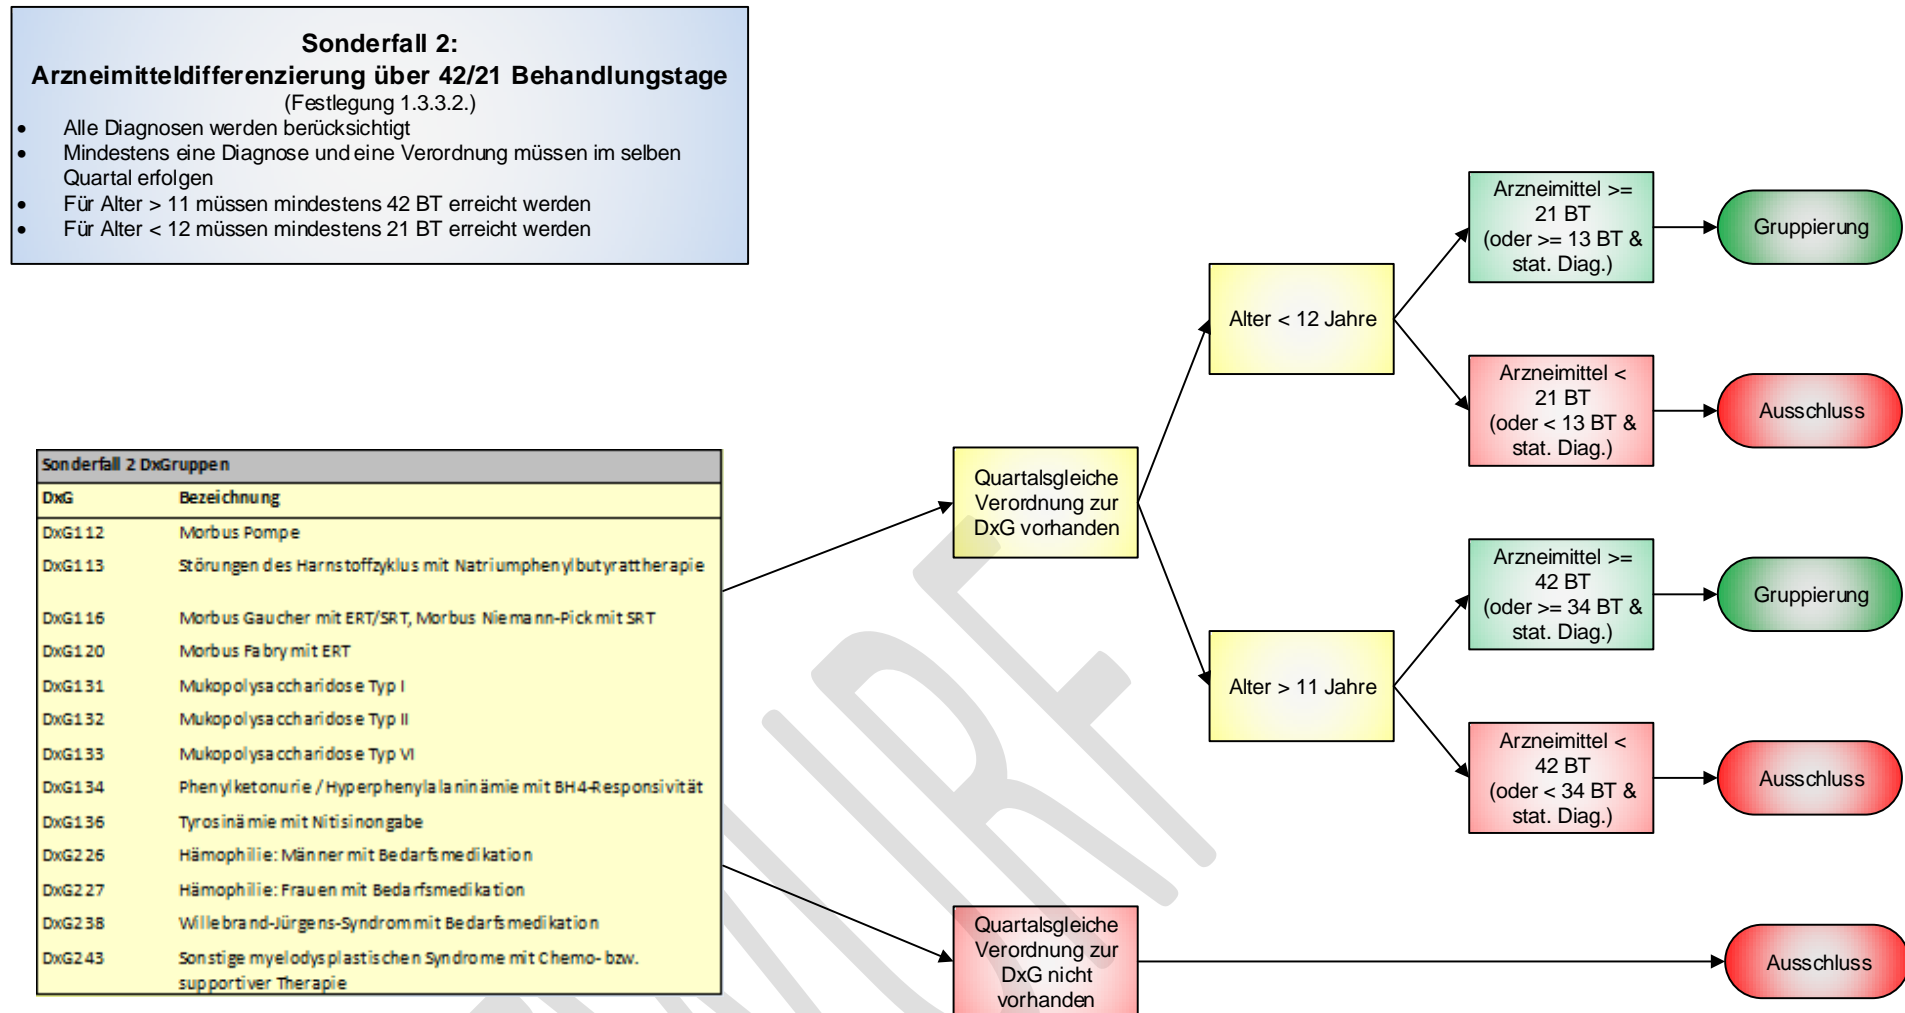 Sonderfall 2:
Arzneimitteldifferenzierung über 42/21 Behandlungstage
(Festlegung 1.3.3.2.)
• Alle Diagnosen werden berücksichtigt
• Mindestens eine Diagnose und eine Verordnung müssen im selben
Quartal erfolgen
• Für Alter > 11 müssen mindestens 42 BT erreicht werden
• Für Alter < 12 müssen mindestens 21 BT erreicht werden
Sonderfall 2 DxGruppen
DxG Bezeichnung
DxG112 Morbus Pompe
DxG113 Störungen des Harnstoffzyklus mit Natriumphenylbutyrattherapie
DxG116 Morbus Gaucher mit ERT/SRT, Morbus Niemann-Pick mit SRT
DxG120 Morbus Fabry mit ERT
DxG131 Mukopolysaccharidose Typ I
DxG132 Mukopolysaccharidose Typ II
DxG133 Mukopolysaccharidose Typ VI
DxG134 Phenylketonurie / Hyperphenylalaninämie mit BH4-Responsivität
DxG136 Tyrosinämie mit Nitisinongabe
DxG226 Hämophilie: Männer mit Bedarfsmedikation
DxG227 Hämophilie: Frauen mit Bedarfsmedikation
DxG238 Willebrand-Jürgens-Syndrom mit Bedarfsmedikation
DxG243 Sonstige myelodysplastischen Syndrome mit Chemo- bzw.
supportiver Therapie
Quartalsgleiche
Verordnung zur
DxG vorhanden
Quartalsgleiche
Verordnung zur
DxG nicht
vorhanden
Alter < 12 Jahre
Alter > 11 Jahre
Arzneimittel >=
21 BT
(oder >= 13 BT &
stat. Diag.)
Gruppierung
Arzneimittel <
21 BT
(oder < 13 BT &
stat. Diag.)
Ausschluss
Arzneimittel >=
42 BT
(oder >= 34 BT &
stat. Diag.)
Gruppierung
Arzneimittel <
42 BT
(oder < 34 BT &
stat. Diag.)
Ausschluss
Ausschluss